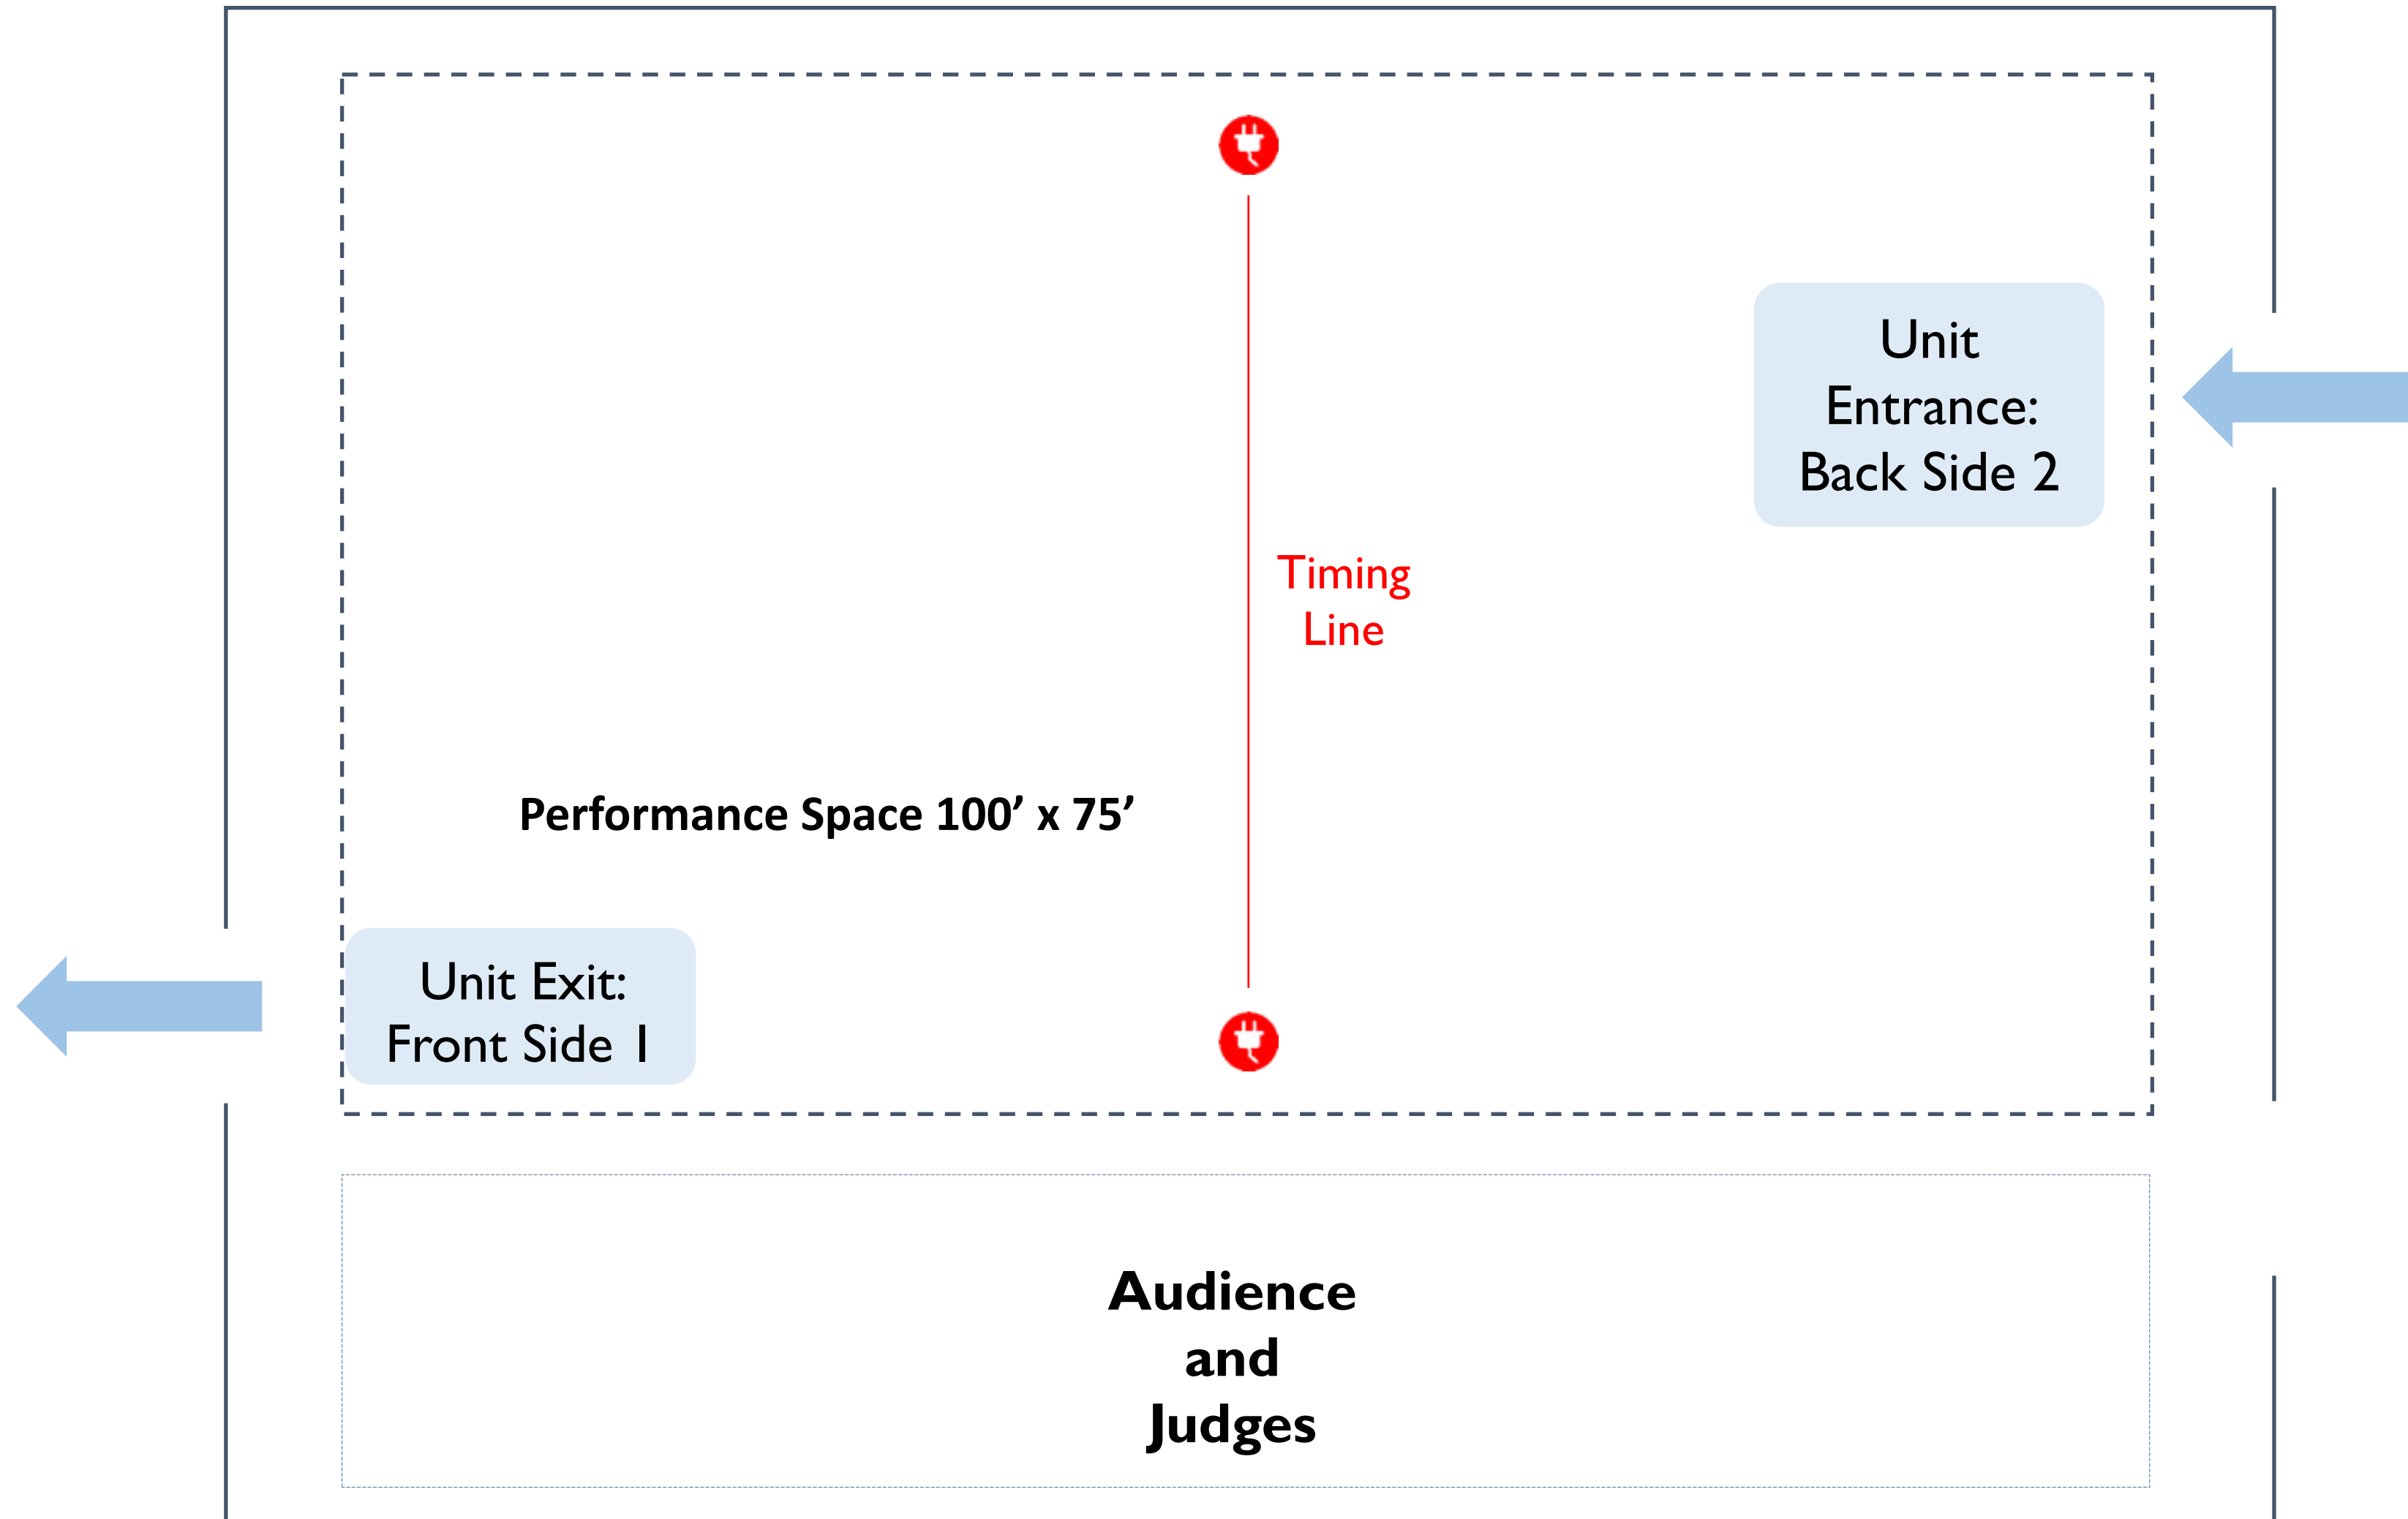 Unit
Entrance:
Back Side 2
Timing
Line
Performance Space 100’ x 75’
Unit Exit:
Front Side 1
Audience
and
Judges